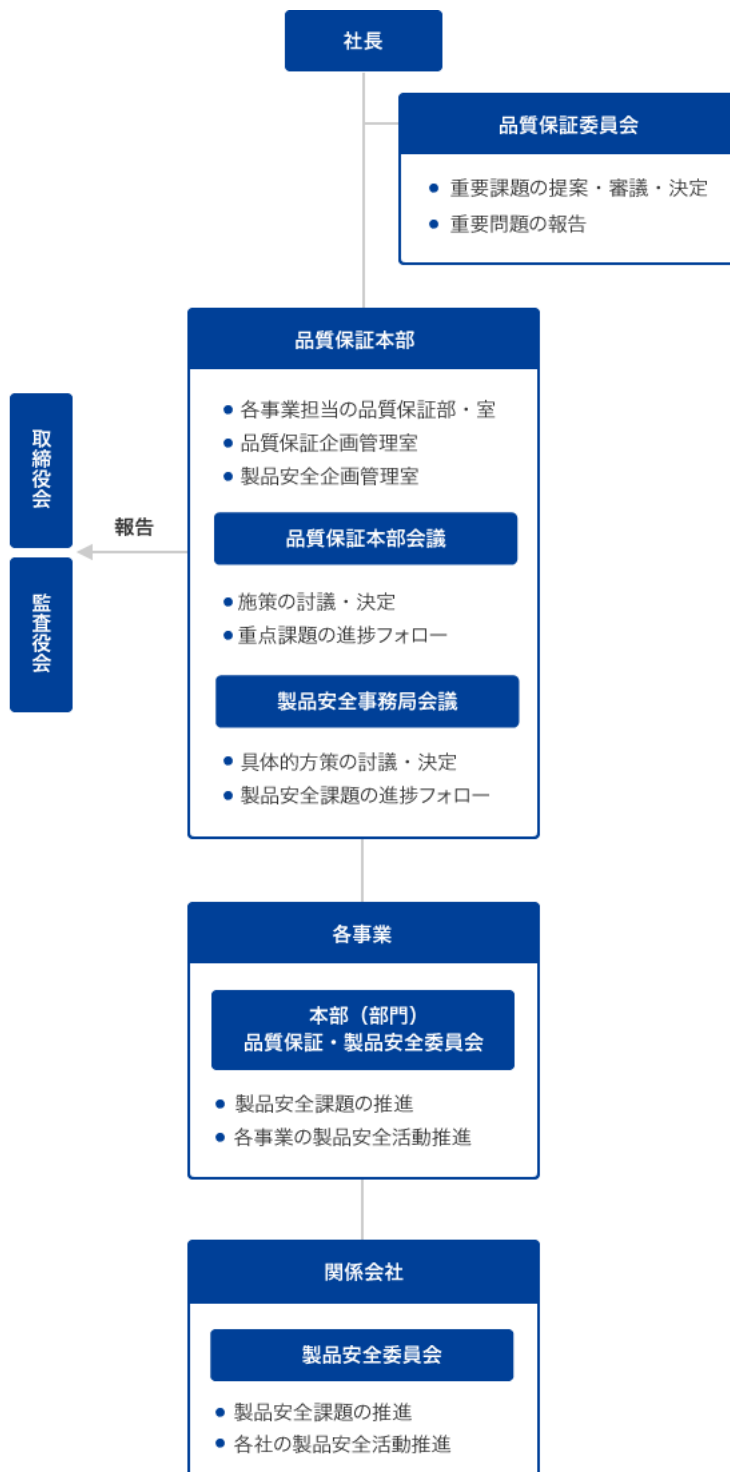 社長
品質保証委員会
● 重要課題の提案・審議・決定
● 重要問題の報告
品質保証本部
● 各事業担当の品質保証部・室
● 品質保証企画管理室
● 製品安全企画管理室
品質保証本部会議
● 施策の討議・決定
● 重点課題の進捗フォロー
製品安全事務局会議
● 具体的方策の討議・決定
● 製品安全課題の進捗フォロー
報告
取締役会
監査役会
各事業
本部（部門）
品質保証・製品安全委員会
● 製品安全課題の推進
● 各事業の製品安全活動推進
関係会社
製品安全委員会
● 製品安全課題の推進
● 各社の製品安全活動推進